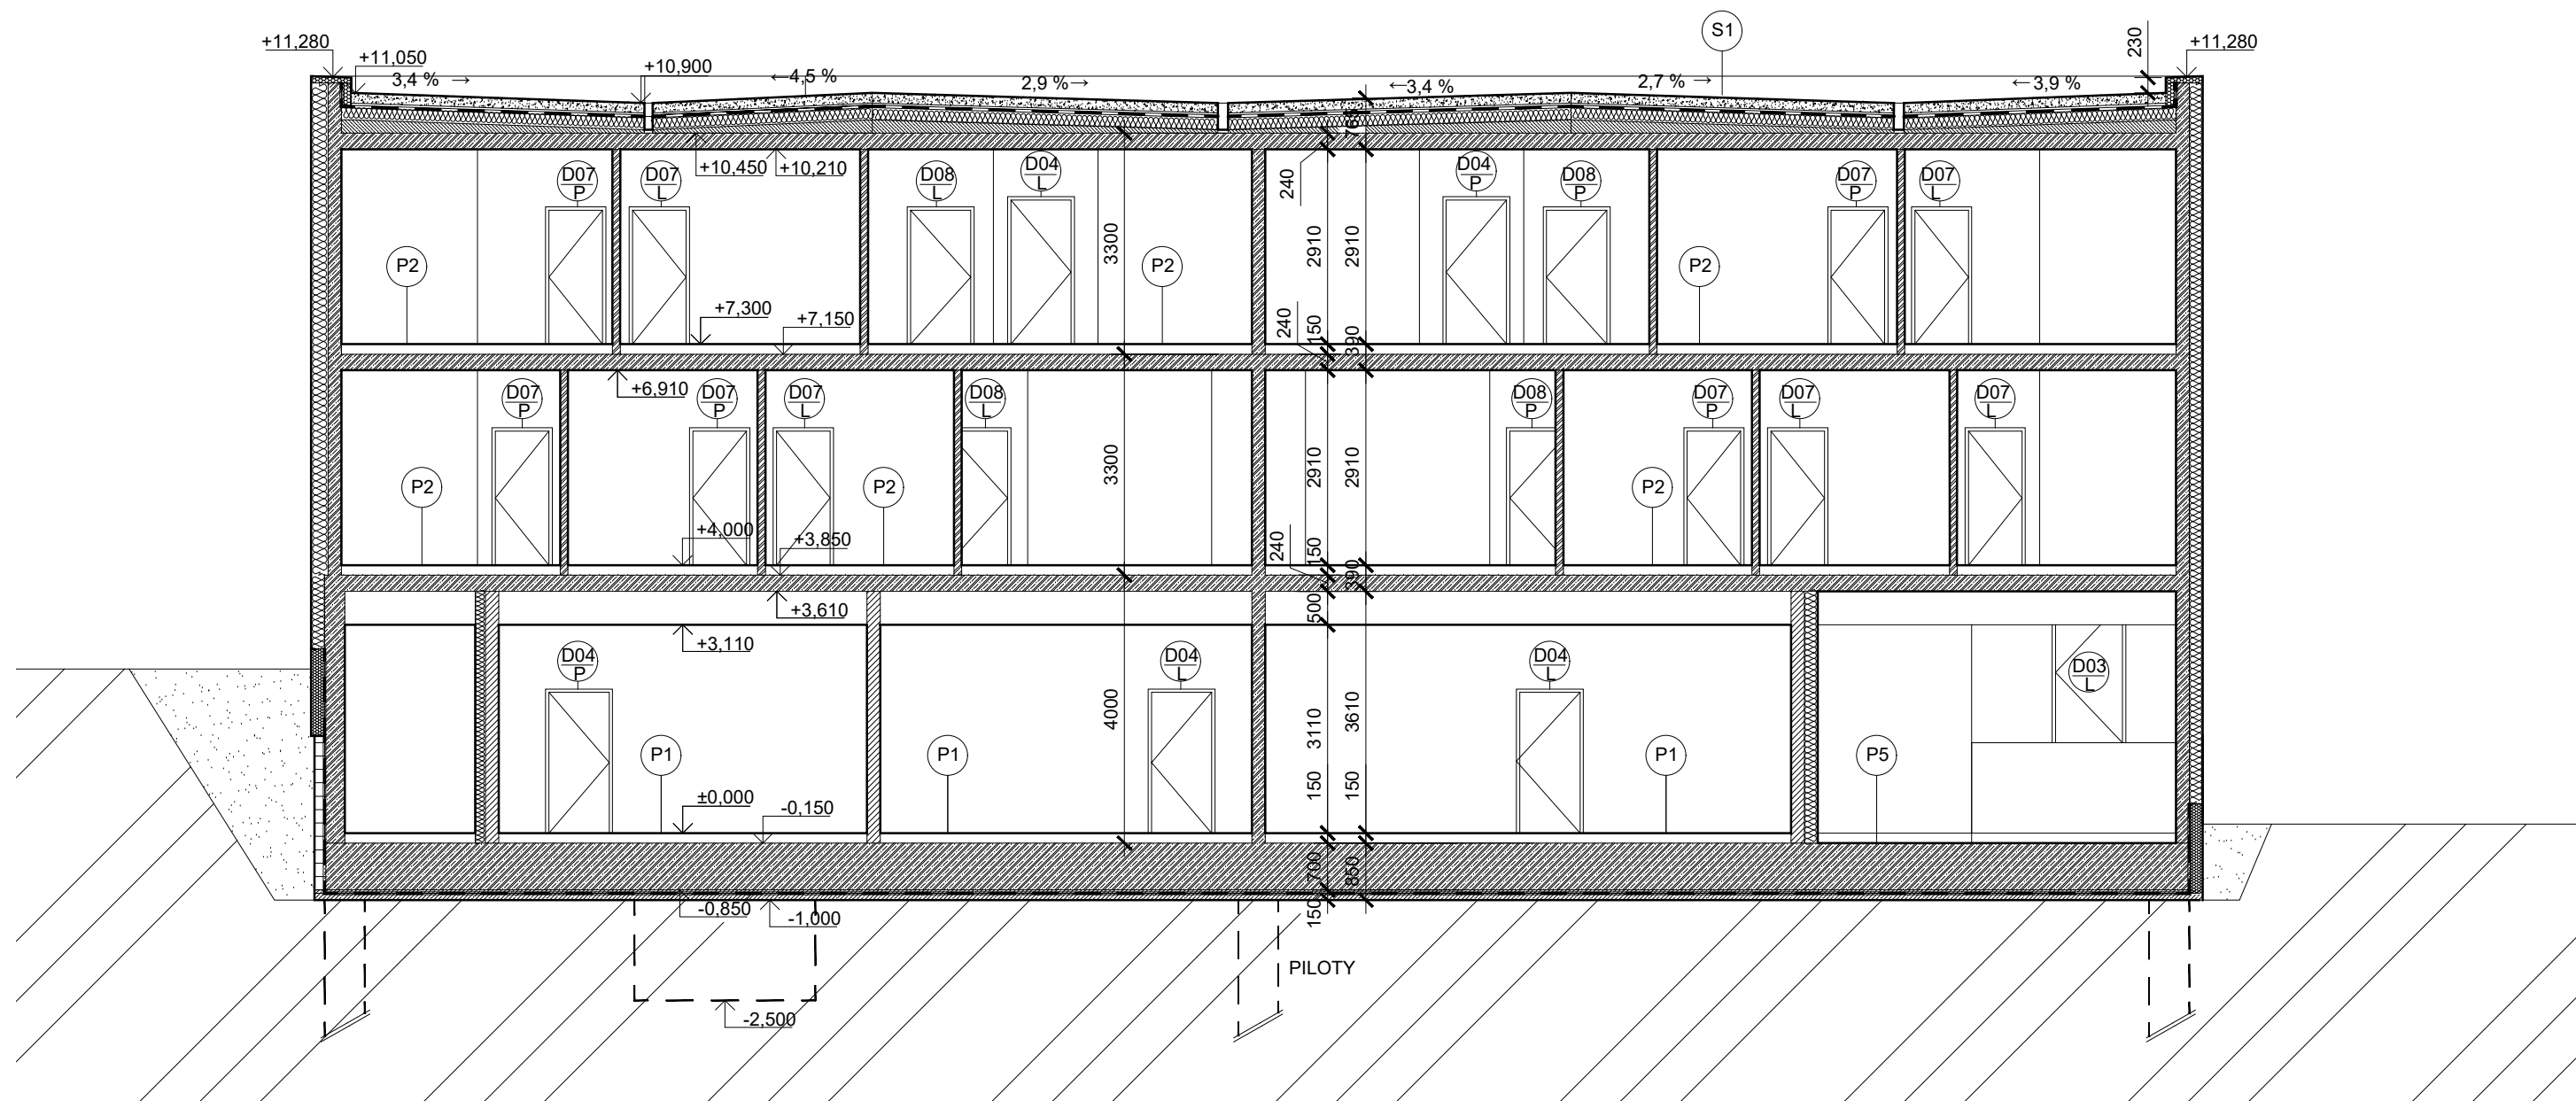 S1
+11,280
+11,050
+10,900
230
+11,280
3,4 % →
←4,5 %
2,9 %→
←3,4 %
2,7 % →
←3,9 %
+10,450
+10,210
240
D07
P
D07
L
D08
L
D04
L
D04
P
D08
P
D07
P
D07
L
3300
2910
2910
P2
P2
P2
+7,300
+7,150
240
150
390
+6,910
D07
P
D07
P
D07
L
D08
L
D08
P
D07
P
D07
L
D07
L
3300
2910
2910
P2
P2
P2
+4,000
+3,850
240
150
390
+3,610
500
+3,110
D04
P
D04
L
D04
L
D03
L
4000
3110
3610
P1
P1
P1
P5
±0,000
-0,150
150
150
700
850
-0,850
-1,000
150
PILOTY
-2,500